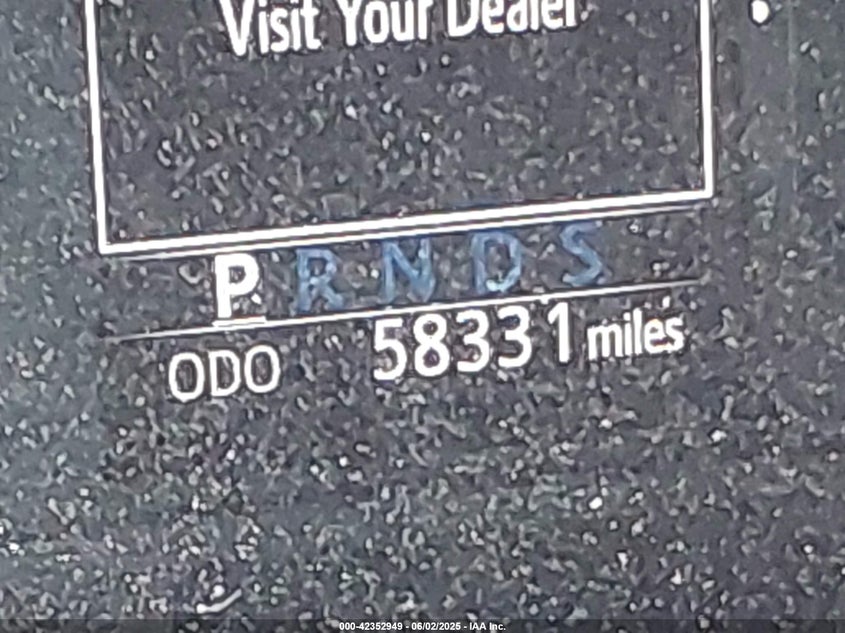 Visit Your Dealer
P R N D S
ODO 58331 miles
000-42352949 - 06/02/2025 - IAA Inc.